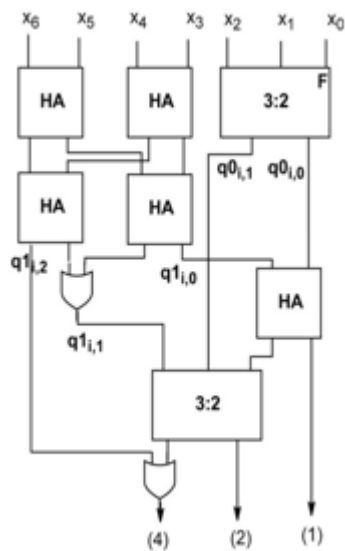 x6 x5 x4 x3 x2 x1 x0
HA HA 3:2 F
q0i,1 q0i,0
HA HA
q1i,2 q1i,0
HA
q1i,1
3:2
(4) (2) (1)